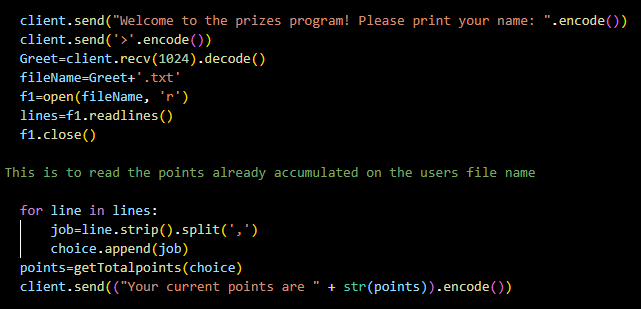 client.send("Welcome to the prizes program! Please print your name: ".encode())
client.send('>'.encode())
Greet=client.recv(1024).decode()
fileName=Greet+'.txt'
f1=open(fileName, 'r')
lines=f1.readlines()
f1.close()
This is to read the points already accumulated on the users file name
for line in lines:
job=line.strip().split(',')
choice.append(job)
points=getTotalpoints(choice)
client.send(("Your current points are " + str(points)).encode())